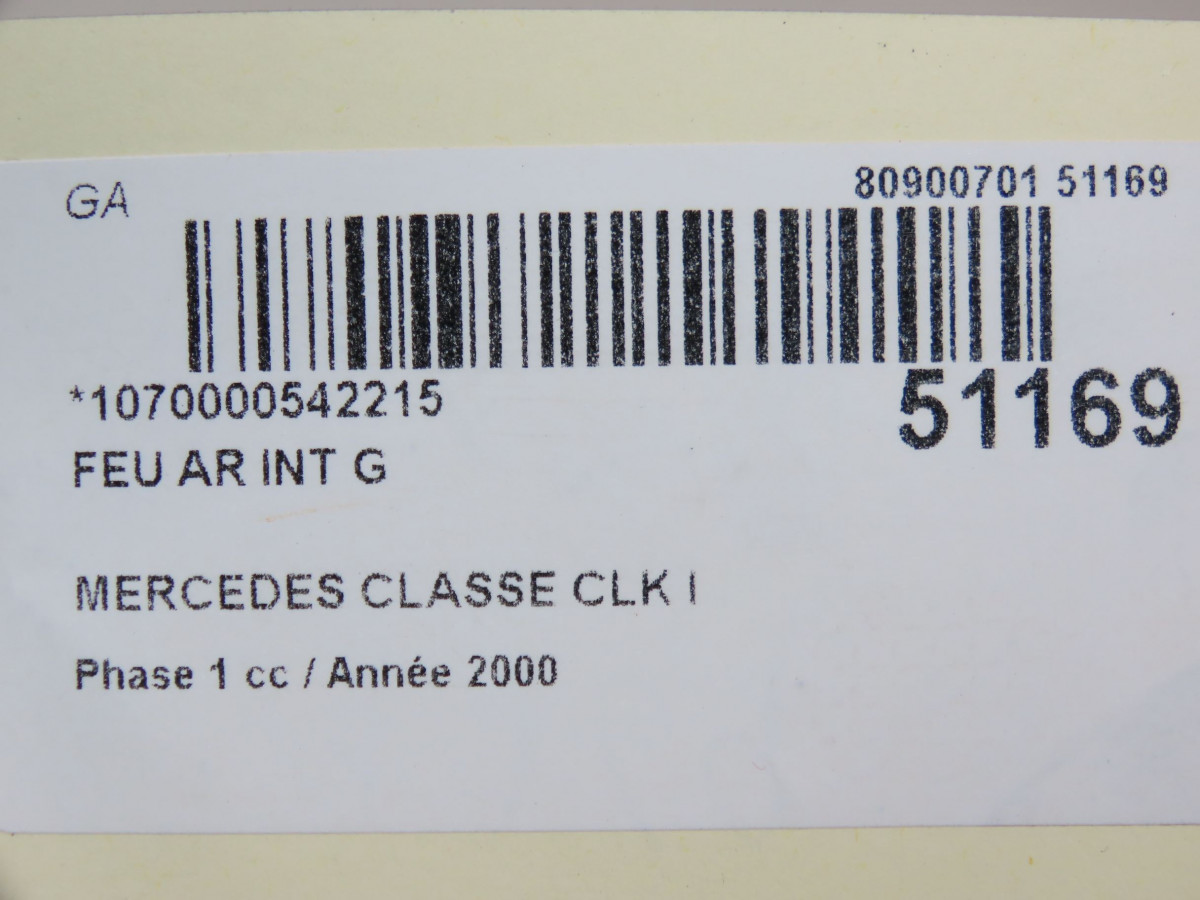 GA
80900701 51169
*1070000542215
51169
FEU AR INT G
MERCEDES CLASSE CLK I
Phase 1 cc / Année 2000